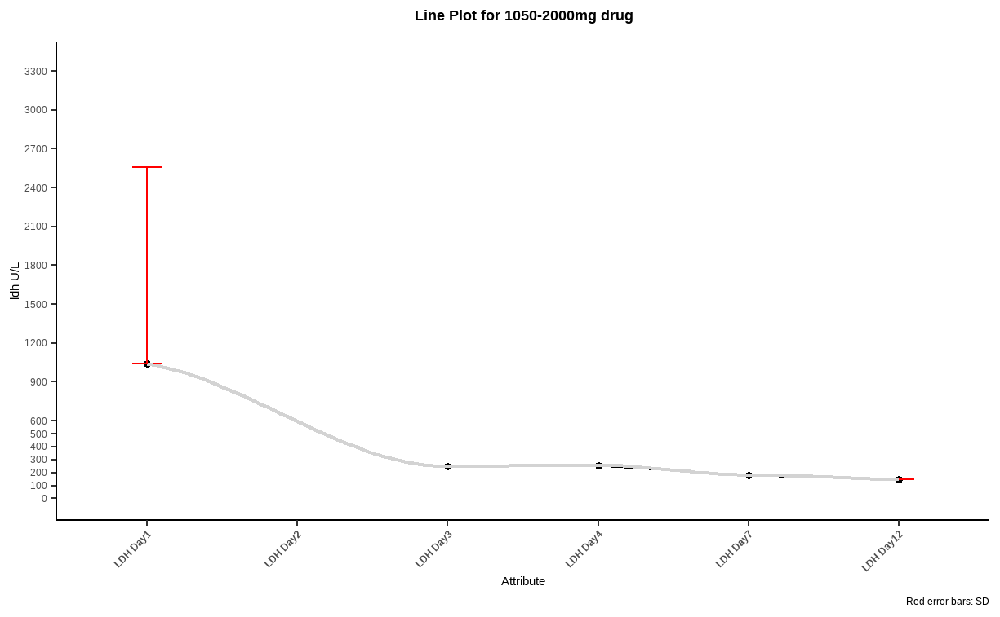 Line Plot for 1050-2000mg drug
3300
3000
2700
2400
2100
1800
1500
1200
900
600
500
400
300
200
100
0
ldh U/L
LDH Day1
LDH Day2
LDH Day3
LDH Day4
LDH Day7
LDH Day12
Attribute
Red error bars: SD